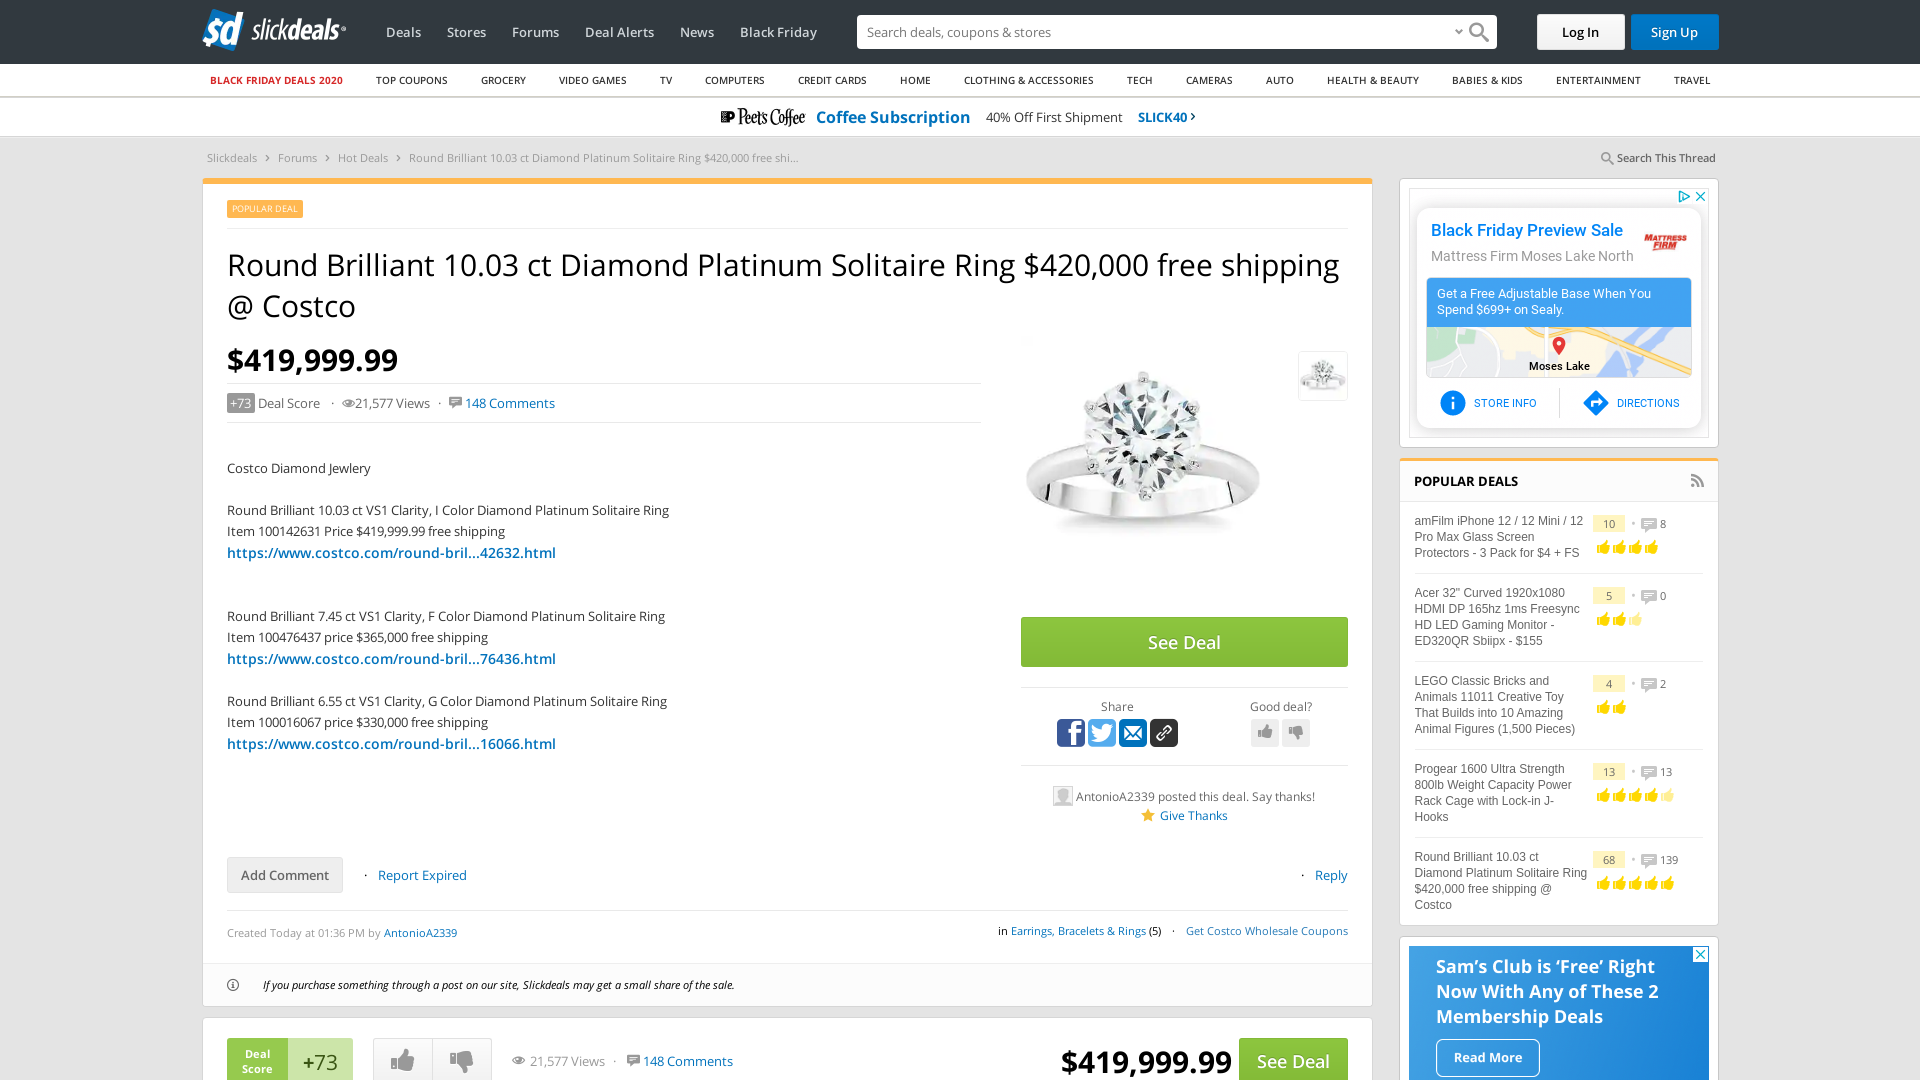 slickdeals
Deals
Stores
Forums
Deal Alerts
News
Black Friday
Search deals, coupons & stores
Log In
Sign Up
BLACK FRIDAY DEALS 2020
TOP COUPONS
GROCERY
VIDEO GAMES
TV
COMPUTERS
CREDIT CARDS
HOME
CLOTHING & ACCESSORIES
TECH
CAMERAS
AUTO
HEALTH & BEAUTY
BABIES & KIDS
ENTERTAINMENT
TRAVEL
Peet's Coffee Coffee Subscription 40% Off First Shipment SLICK40 ›
Slickdeals › Forums › Hot Deals › Round Brilliant 10.03 ct Diamond Platinum Solitaire Ring $420,000 free shi...
Search This Thread
POPULAR DEAL
Round Brilliant 10.03 ct Diamond Platinum Solitaire Ring $420,000 free shipping
@ Costco
$419,999.99
+73 Deal Score · 21,577 Views · 148 Comments
Costco Diamond Jewlery
Round Brilliant 10.03 ct VS1 Clarity, I Color Diamond Platinum Solitaire Ring
Item 100142631 Price $419,999.99 free shipping
https://www.costco.com/round-bril...42632.html
Round Brilliant 7.45 ct VS1 Clarity, F Color Diamond Platinum Solitaire Ring
Item 100476437 price $365,000 free shipping
https://www.costco.com/round-bril...76436.html
Round Brilliant 6.55 ct VS1 Clarity, G Color Diamond Platinum Solitaire Ring
Item 100016067 price $330,000 free shipping
https://www.costco.com/round-bril...16066.html
See Deal
Share
Good deal?
AntonioA2339 posted this deal. Say thanks!
Give Thanks
Add Comment · Report Expired
· Reply
Created Today at 01:36 PM by AntonioA2339
in Earrings, Bracelets & Rings (5) · Get Costco Wholesale Coupons
If you purchase something through a post on our site, Slickdeals may get a small share of the sale.
Deal
Score
+73
21,577 Views · 148 Comments
$419,999.99
See Deal
Black Friday Preview Sale
Mattress Firm Moses Lake North
MATTRESS
FIRM
Get a Free Adjustable Base When You
Spend $699+ on Sealy.
Moses Lake
STORE INFO
DIRECTIONS
POPULAR DEALS
amFilm iPhone 12 / 12 Mini / 12
Pro Max Glass Screen
Protectors - 3 Pack for $4 + FS
10 • 8
Acer 32" Curved 1920x1080
HDMI DP 165hz 1ms Freesync
HD LED Gaming Monitor -
ED320QR Sbiipx - $155
5 • 0
LEGO Classic Bricks and
Animals 11011 Creative Toy
That Builds into 10 Amazing
Animal Figures (1,500 Pieces)
4 • 2
Progear 1600 Ultra Strength
800lb Weight Capacity Power
Rack Cage with Lock-in J-
Hooks
13 • 13
Round Brilliant 10.03 ct
Diamond Platinum Solitaire Ring
$420,000 free shipping @
Costco
68 • 139
Sam's Club is ‘Free’ Right
Now With Any of These 2
Membership Deals
Read More